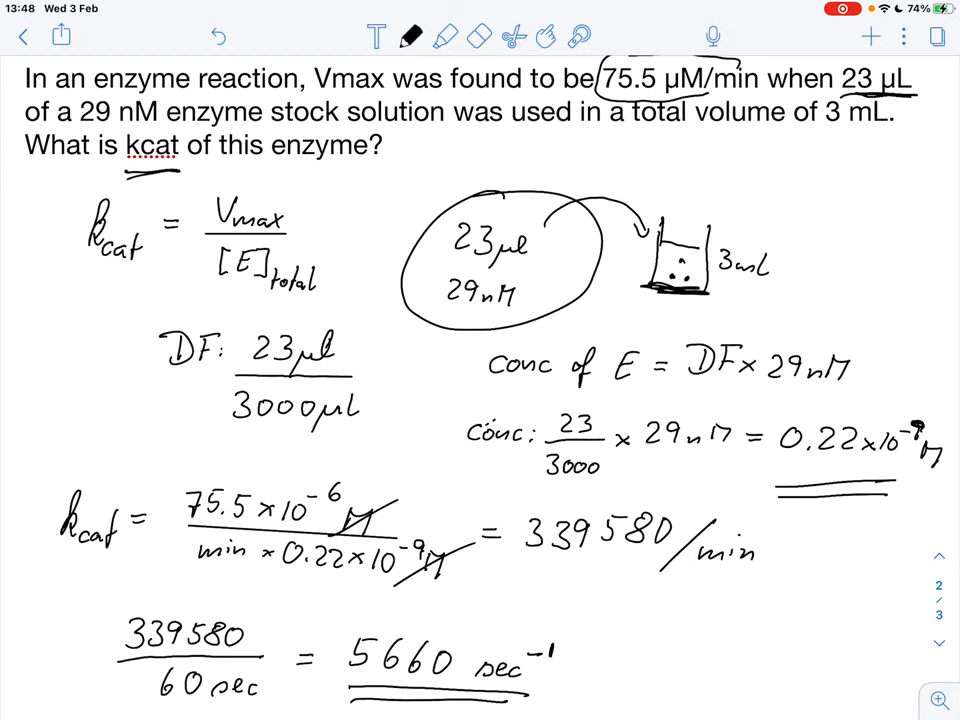 13:48 Wed 3 Feb
74%
In an enzyme reaction, Vmax was found to be 75.5 µM/min when 23 µL
of a 29 nM enzyme stock solution was used in a total volume of 3 mL.
What is kcat of this enzyme?
kcat = Vmax / [E]total
23µl
29nM
3mL
DF: 23µl / 3000µl
conc of E = DF x 29nM
conc: 23 / 3000 x 29nM = 0.22x10⁻⁹M
kcat = 75.5 x 10⁻⁶ M / min x 0.22 x 10⁻⁹M = 339580/min
339580 / 60 sec = 5660 sec⁻¹
2
/
3